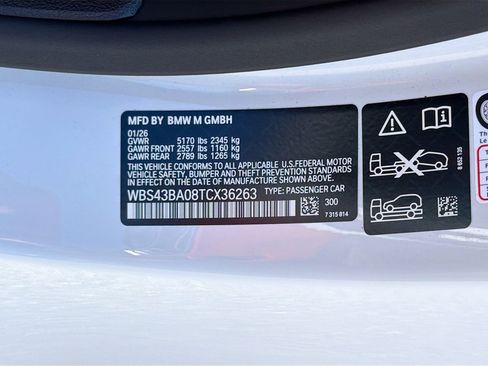 MFD BY BMW M GMBH
01/26
GVWR 5170 lbs 2345 kg
GAWR FRONT 2557 lbs 1160 kg
GAWR REAR 2789 lbs 1265 kg
THIS VEHICLE CONFORMS TO ALL APPLICABLE U.S. FEDERAL MOTOR
VEHICLE SAFETY, BUMPER AND THEFT PREVENTION STANDARDS
IN EFFECT ON THE DATE OF MANUFACTURE SHOWN ABOVE.
WBS43BA08TCX36263 TYPE: PASSENGER CAR
300
7 315 814
8 652 135